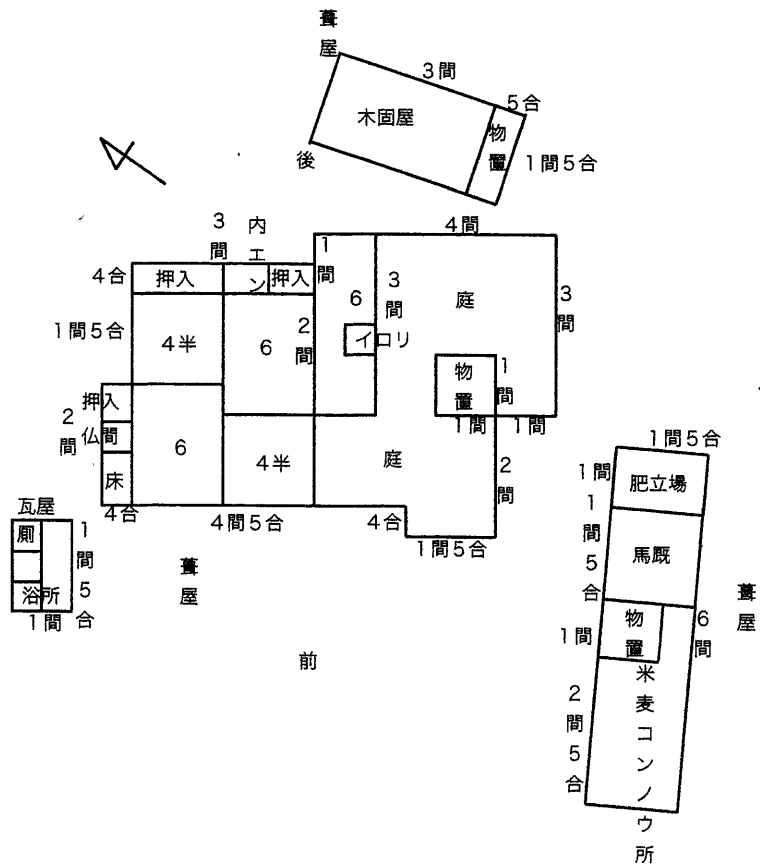 葺屋
3間
木固屋
5合
物置
1間5合
後
4間
3間
内エン
1間
4合
押入
押入
3間
庭
3間
6
1間5合
4半
6
2間
イロリ
物置
1間
押入
2間
仏間
6
4半
庭
1間
1間
2間
床
4合
4間5合
4合
1間5合
瓦屋
厠
1間5合
浴所
1間
葺屋
前
1間5合
1間
肥立場
1間5合
馬厩
葺屋
1間
物置
6間
2間5合
米麦コンノウ所